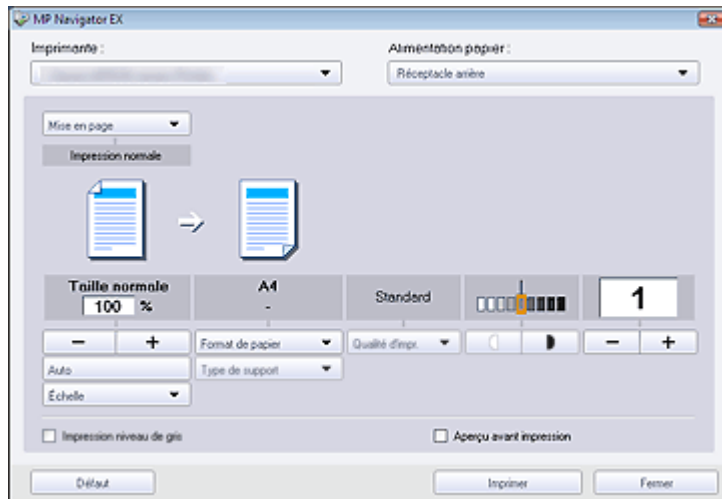 MP Navigator EX
Imprimante :
Alimentation papier :
Réceptacle arrière
Mise en page
Impression normale
Taille normale
100 %
A4
-
Standard
1
Format de papier
Qualité d'impr.
Auto
Type de support
Échelle
Impression niveau de gris
Aperçu avant impression
Défaut
Imprimer
Fermer